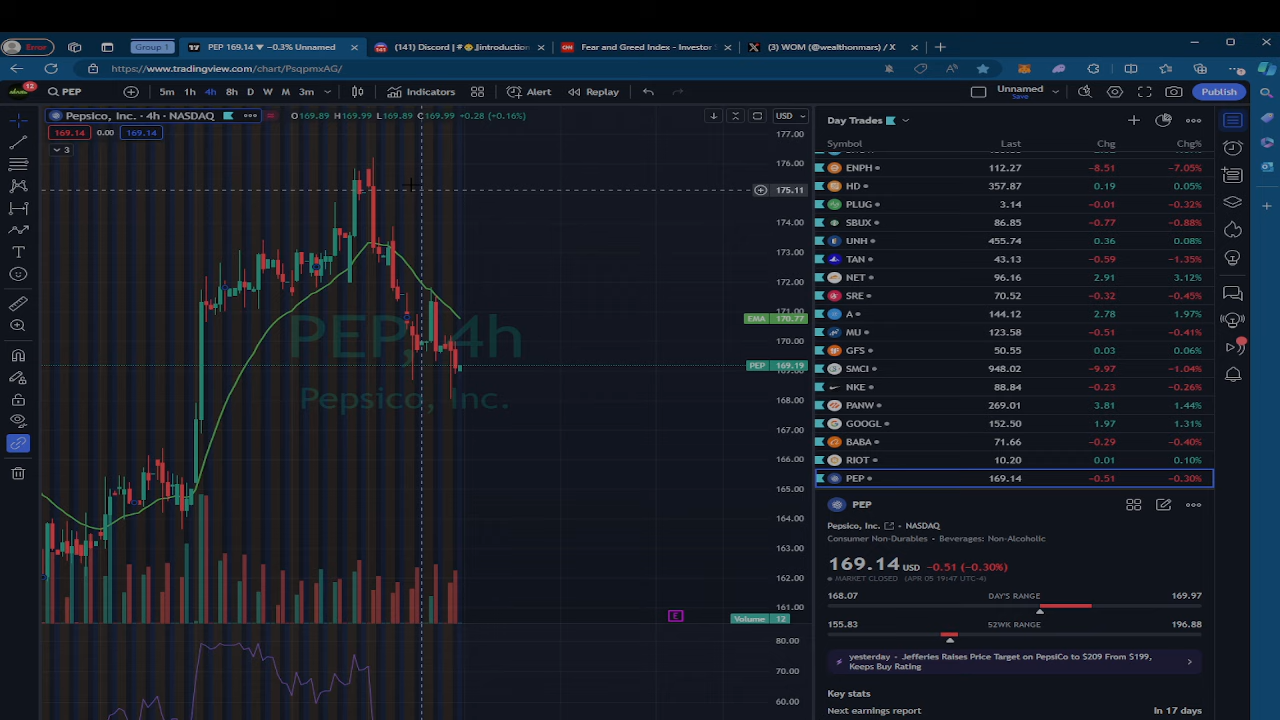 Error
Group 1
PEP 169.14 ▼ −0.3% Unnamed
(141) Discord | #
introduction
Fear and Greed Index - Investor S
(3) WOM (@wealthonmars) / X
https://www.tradingview.com/chart/PsqpmxAG/
12
PEP
5m 1h 4h 8h D W M 3m
Indicators
Alert
Replay
Unnamed
Save
Publish
Pepsico, Inc. · 4h · NASDAQ
O169.89 H169.99 L169.89 C169.99 +0.28 (+0.16%)
USD
169.14 0.00 169.14
3
177.00
176.00
175.11
174.00
173.00
172.00
171.00
EMA 170.77
170.00
PEP 169.19
169.00
168.00
167.00
166.00
165.00
164.00
163.00
162.00
161.00
Volume 12
80.00
70.00
60.00
PEP, 4h
Pepsico, Inc.
E
Day Trades
Symbol Last Chg Chg%
ENPH 112.27 −8.51 −7.05%
HD 357.87 0.19 0.05%
PLUG 3.14 −0.01 −0.32%
SBUX 86.85 −0.77 −0.88%
UNH 455.74 0.36 0.08%
TAN 43.13 −0.59 −1.35%
NET 96.16 2.91 3.12%
SRE 70.52 −0.32 −0.45%
A 144.12 2.78 1.97%
MU 123.58 −0.51 −0.41%
GFS 50.55 0.03 0.06%
SMCI 948.02 −9.97 −1.04%
NKE 88.84 −0.23 −0.26%
PANW 269.01 3.81 1.44%
GOOGL 152.50 1.97 1.31%
BABA 71.66 −0.29 −0.40%
RIOT 10.20 0.01 0.10%
PEP 169.14 −0.51 −0.30%
PEP
Pepsico, Inc. · NASDAQ
Consumer Non-Durables • Beverages: Non-Alcoholic
169.14 USD −0.51 (−0.30%)
MARKET CLOSED (APR 05 19:47 UTC-4)
168.07 DAY'S RANGE 169.97
155.83 52WK RANGE 196.88
yesterday · Jefferies Raises Price Target on PepsiCo to $209 From $199,
Keeps Buy Rating
Key stats
Next earnings report In 17 days